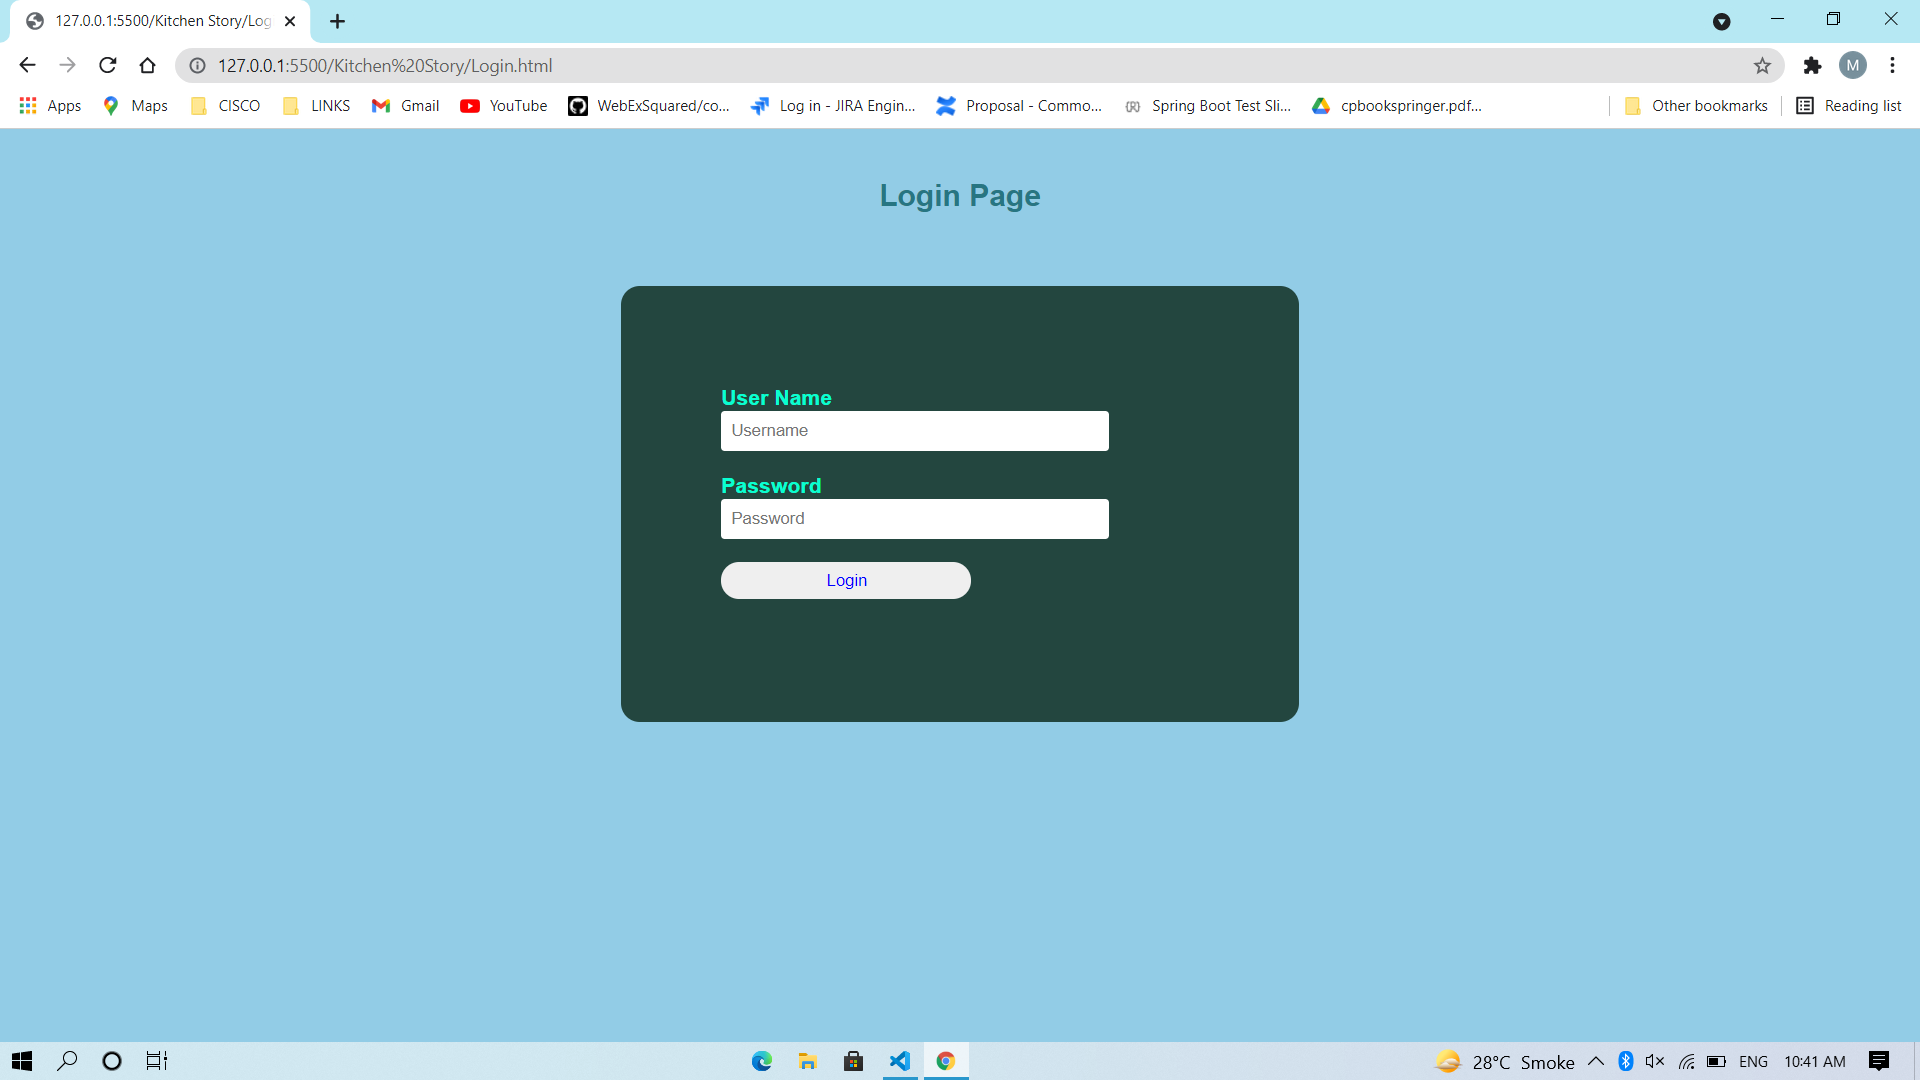 127.0.0.1:5500/Kitchen Story/Log
127.0.0.1:5500/Kitchen%20Story/Login.html
M
Apps
Maps
CISCO
LINKS
Gmail
YouTube
WebExSquared/co...
Log in - JIRA Engin...
Proposal - Commo...
{R}
Spring Boot Test Sli...
cpbookspringer.pdf...
Other bookmarks
Reading list
Login Page
User Name
Username
Password
Password
Login
28°C Smoke
ENG
10:41 AM